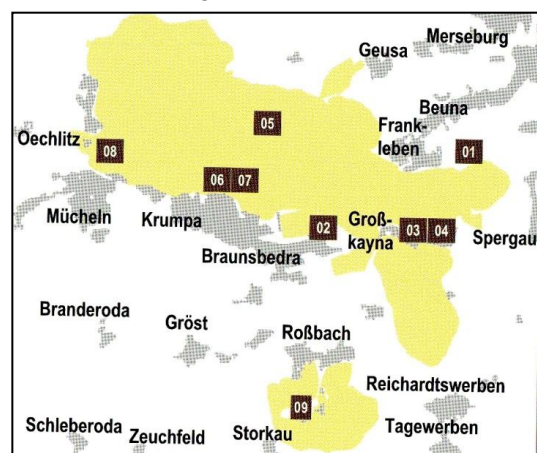 Merseburg
Geusa
Beuna
Frank-
leben
01
05
Oechlitz
08
06
07
Mücheln
Krumpa
02
Groß-
kayna
03
04
Spergau
Braunsbedra
Branderoda
Gröst
Roßbach
Reichardtswerben
09
Schleberoda
Zeuchfeld
Storkau
Tagewerben